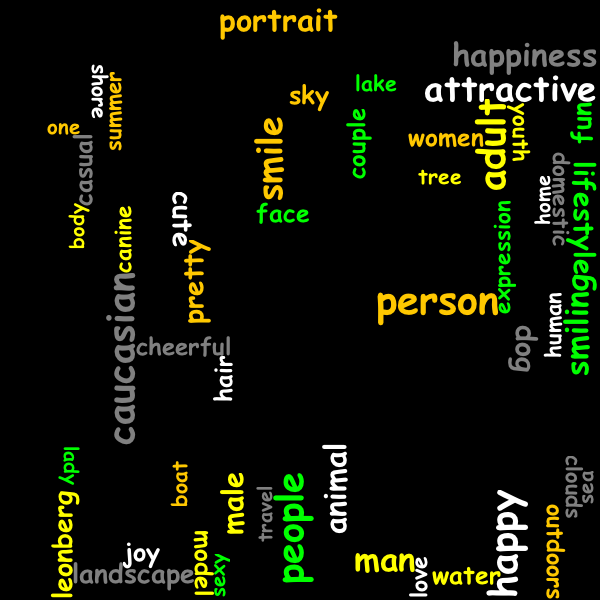 portrait
happiness
shore
summer
sky
lake
attractive
one
casual
smile
couple
women
adult
youth
fun
tree
domestic
home
lifestyle
body
canine
cute
face
expression
pretty
person
smiling
human
dog
caucasian
cheerful
hair
lady
boat
male
travel
people
animal
clouds
sea
leonberg
joy
landscape
model
sexy
man
love
water
happy
outdoors